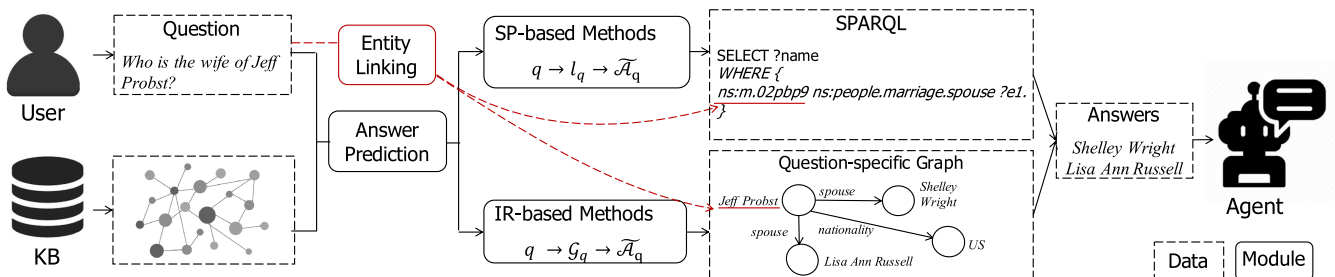 User
KB
Question
Who is the wife of Jeff
Probst?
Entity
Linking
Answer
Prediction
SP-based Methods
q → l_q → 𝒜̃_q
IR-based Methods
q → 𝒢_q → 𝒜̃_q
SPARQL
SELECT ?name
WHERE {
ns:m.02pbp9 ns:people.marriage.spouse ?e1.
}
Question-specific Graph
Jeff Probst
spouse
Shelley
Wright
spouse
nationality
US
Lisa Ann Russell
Answers
Shelley Wright
Lisa Ann Russell
Agent
Data
Module